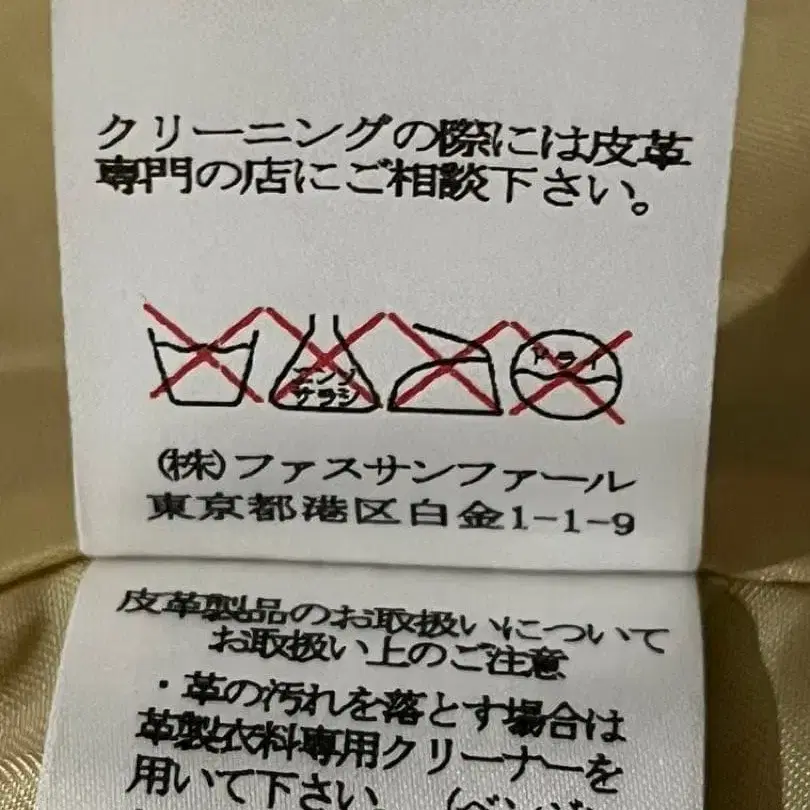 クリーニングの際には皮革
専門の店にご相談下さい。
エンソ
サラシ
ドライ
(株)ファスサンファール
東京都港区白金1-1-9
皮革製品のお取扱いについて
お取扱い上のご注意
・革の汚れを落とす場合は
革製衣料専用クリーナーを
用いて下さい。(ベンジ